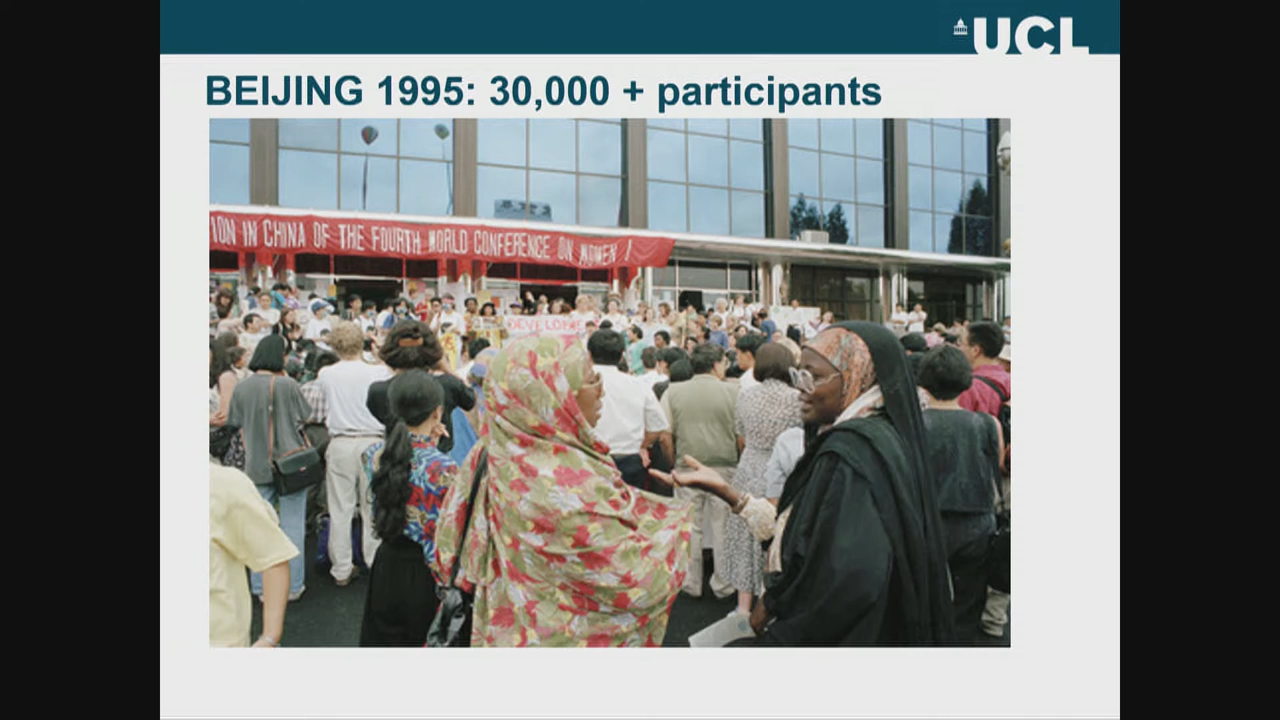 UCL
BEIJING 1995: 30,000 + participants
ION IN CHINA OF THE FOURTH WORLD CONFERENCE ON WOMEN !